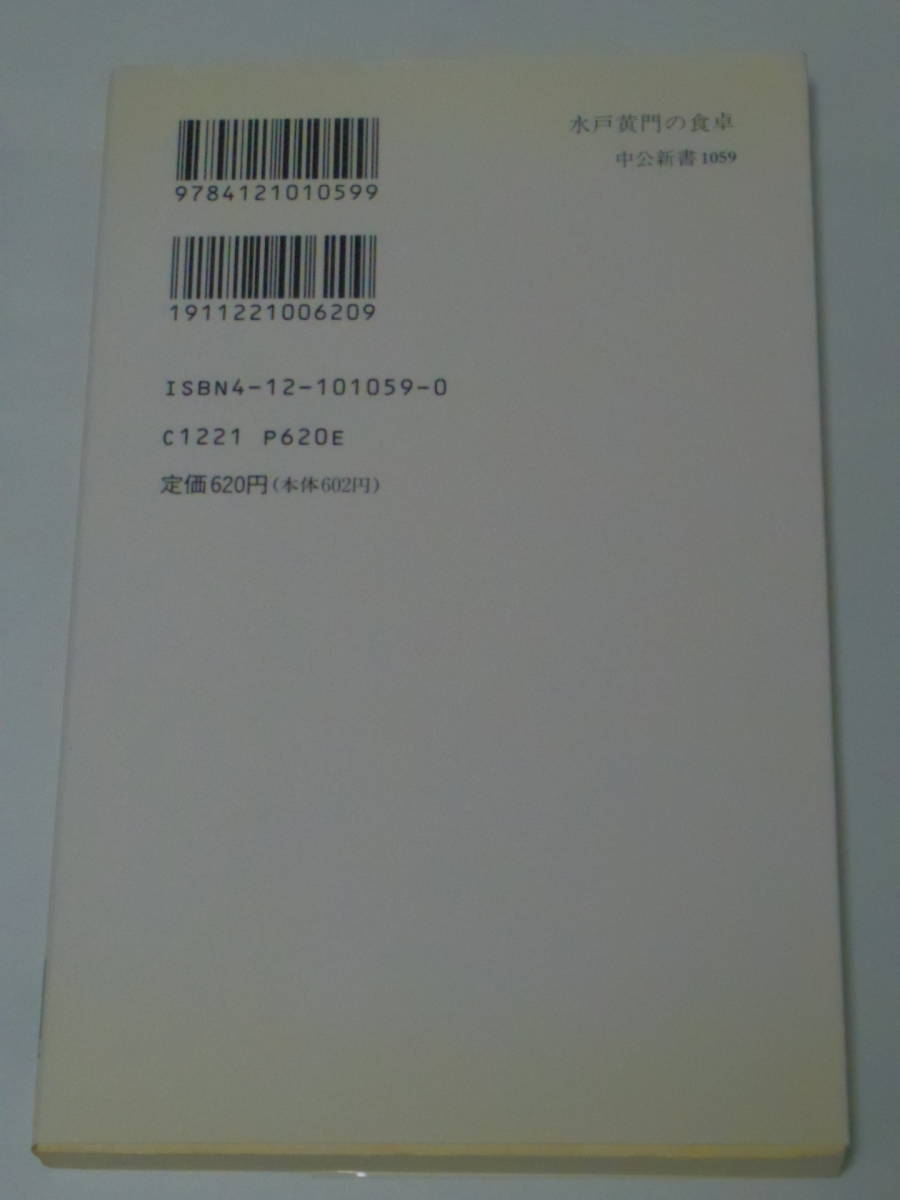 水戸黄門の食卓
中公新書 1059
9784121010599
1911221006209
ISBN4-12-101059-0
C1221 P620E
定価620円(本体602円)